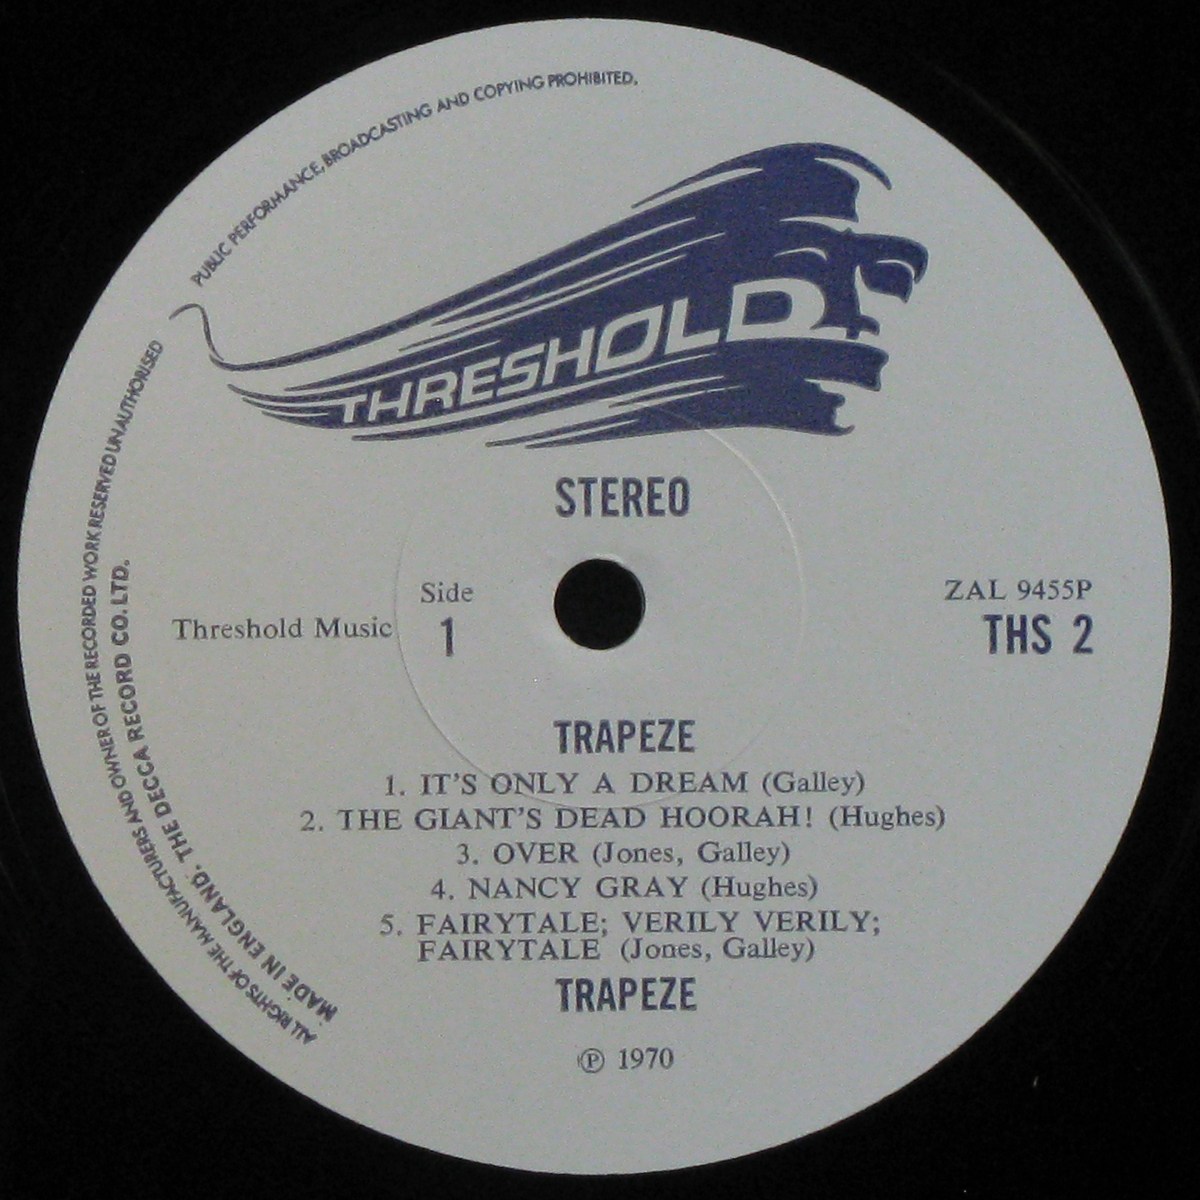 PUBLIC PERFORMANCE, BROADCASTING AND COPYING PROHIBITED.
ALL RIGHTS OF THE MANUFACTURERS AND OWNER OF THE RECORDED WORK RESERVED UNAUTHORISED
MADE IN ENGLAND. THE DECCA RECORD CO. LTD.
THRESHOLD
STEREO
Threshold Music
Side
1
ZAL 9455P
THS 2
TRAPEZE
1. IT'S ONLY A DREAM (Galley)
2. THE GIANT'S DEAD HOORAH! (Hughes)
3. OVER (Jones, Galley)
4. NANCY GRAY (Hughes)
5. FAIRYTALE; VERILY VERILY;
FAIRYTALE (Jones, Galley)
TRAPEZE
℗ 1970